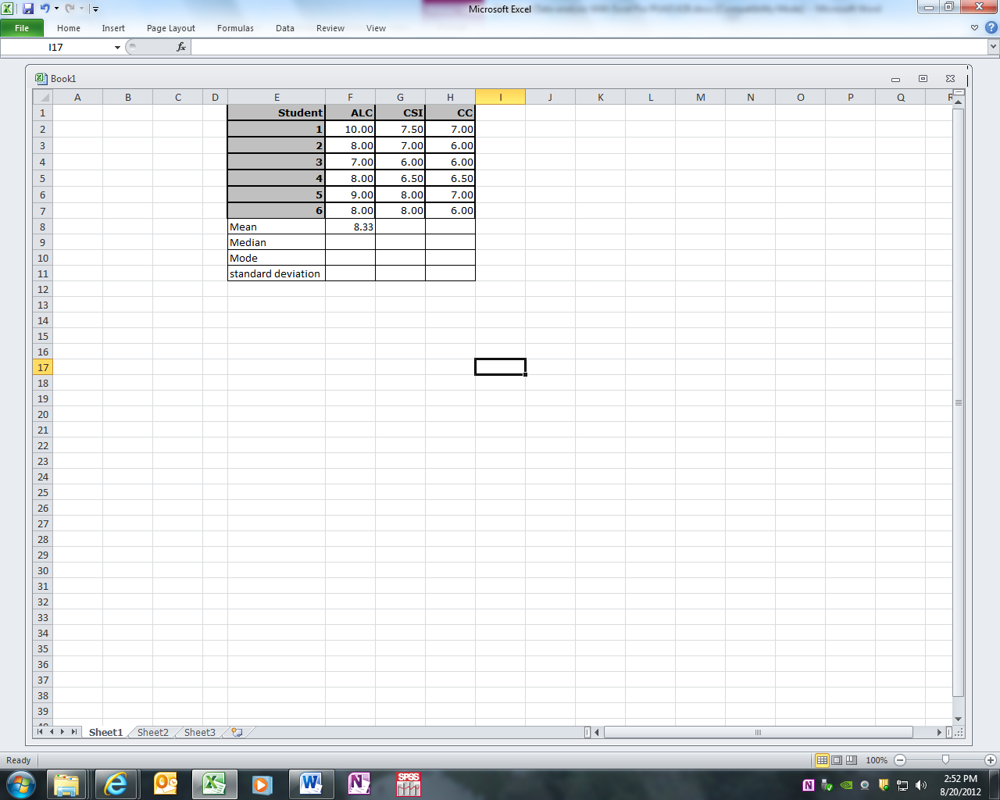 Microsoft Excel
File Home Insert Page Layout Formulas Data Review View
I17 fx
Book1
A B C D E F G H I J K L M N O P Q R
1 Student ALC CSI CC
2 1 10.00 7.50 7.00
3 2 8.00 7.00 6.00
4 3 7.00 6.00 6.00
5 4 8.00 6.50 6.50
6 5 9.00 8.00 7.00
7 6 8.00 8.00 6.00
8 Mean 8.33
9 Median
10 Mode
11 standard deviation
12
13
14
15
16
17
18
19
20
21
22
23
24
25
26
27
28
29
30
31
32
33
34
35
36
37
38
39
Sheet1 Sheet2 Sheet3
Ready 100%
SPSS
2:52 PM
8/20/2012